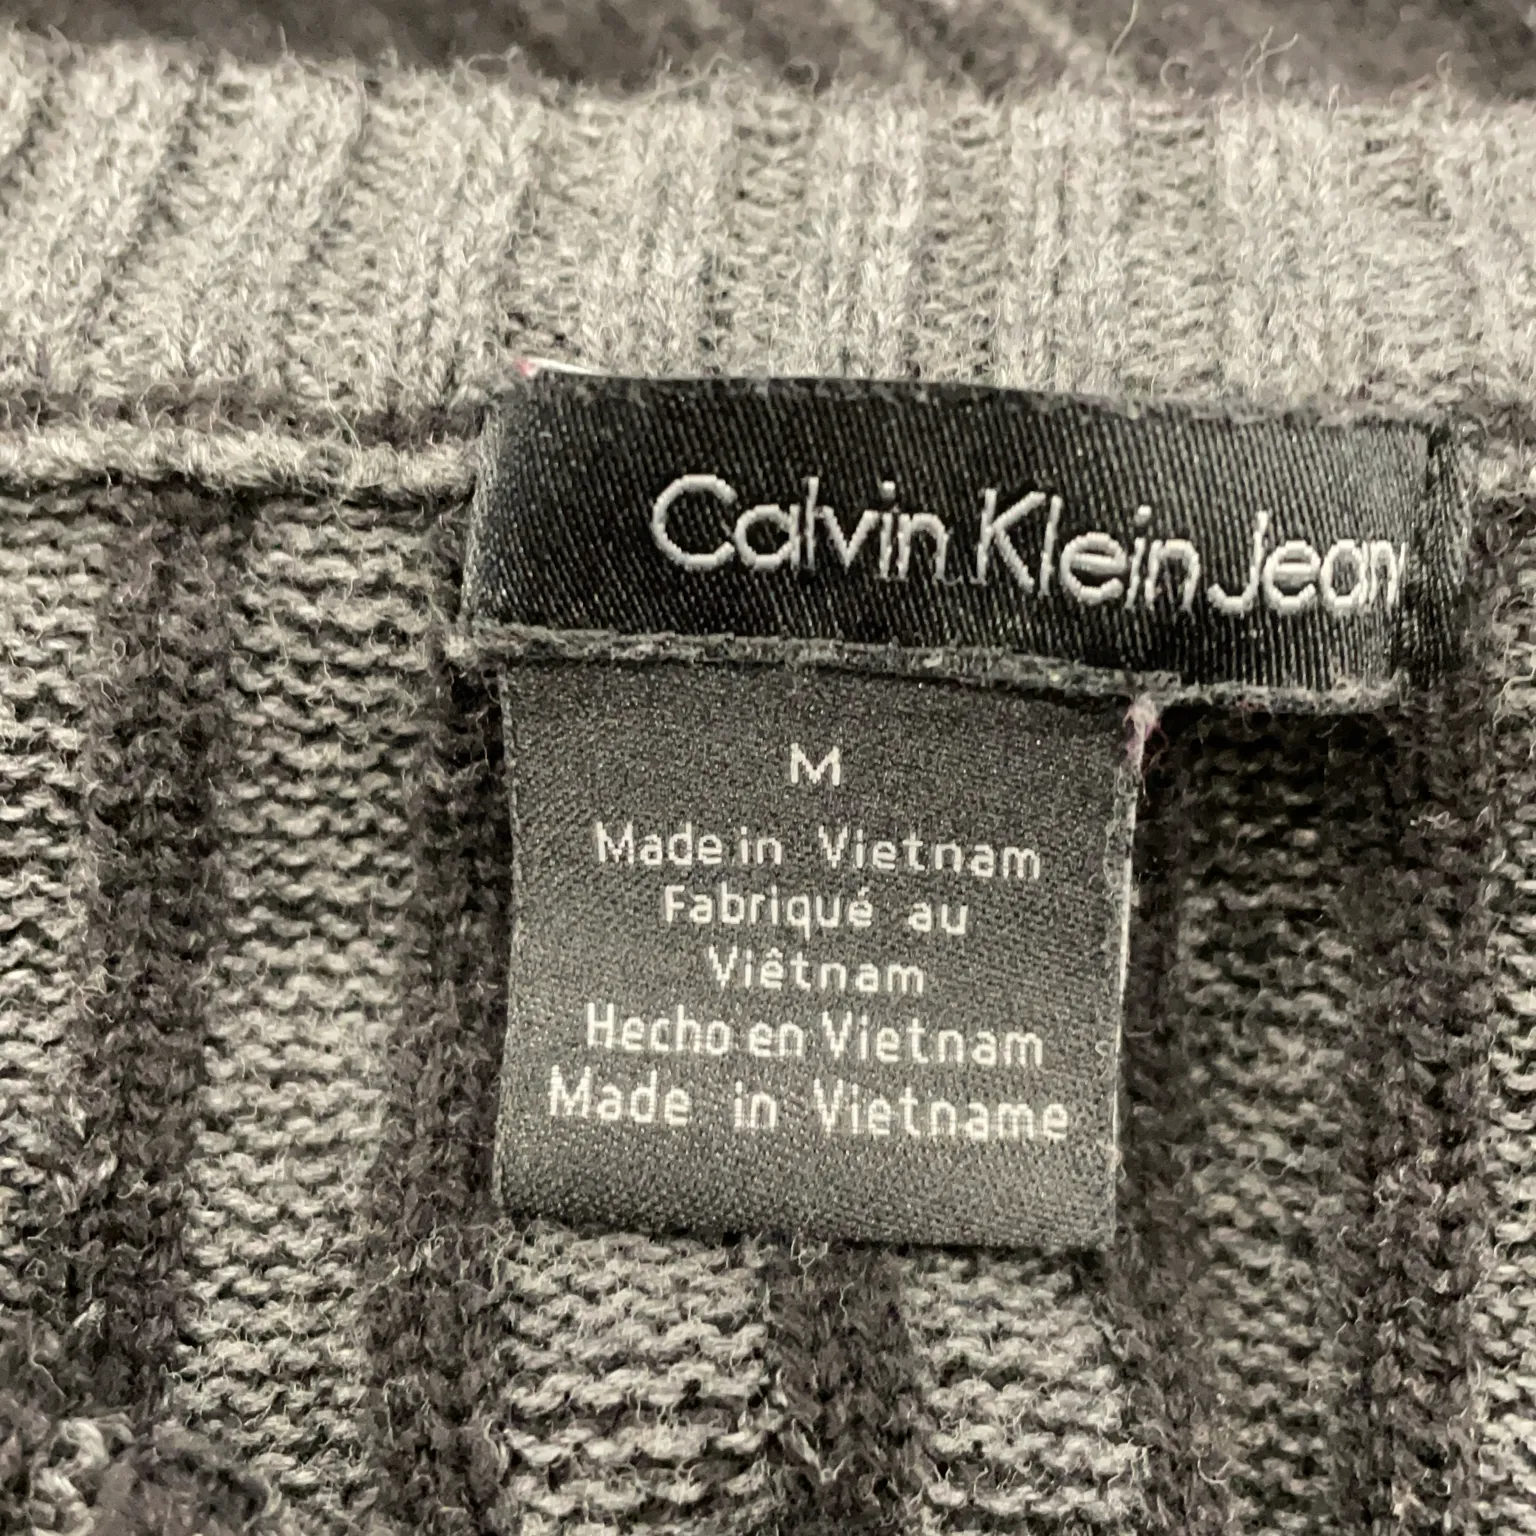 Calvin Klein Jean
M
Made in Vietnam
Fabriqué au
Viêtnam
Hecho en Vietnam
Made in Vietname